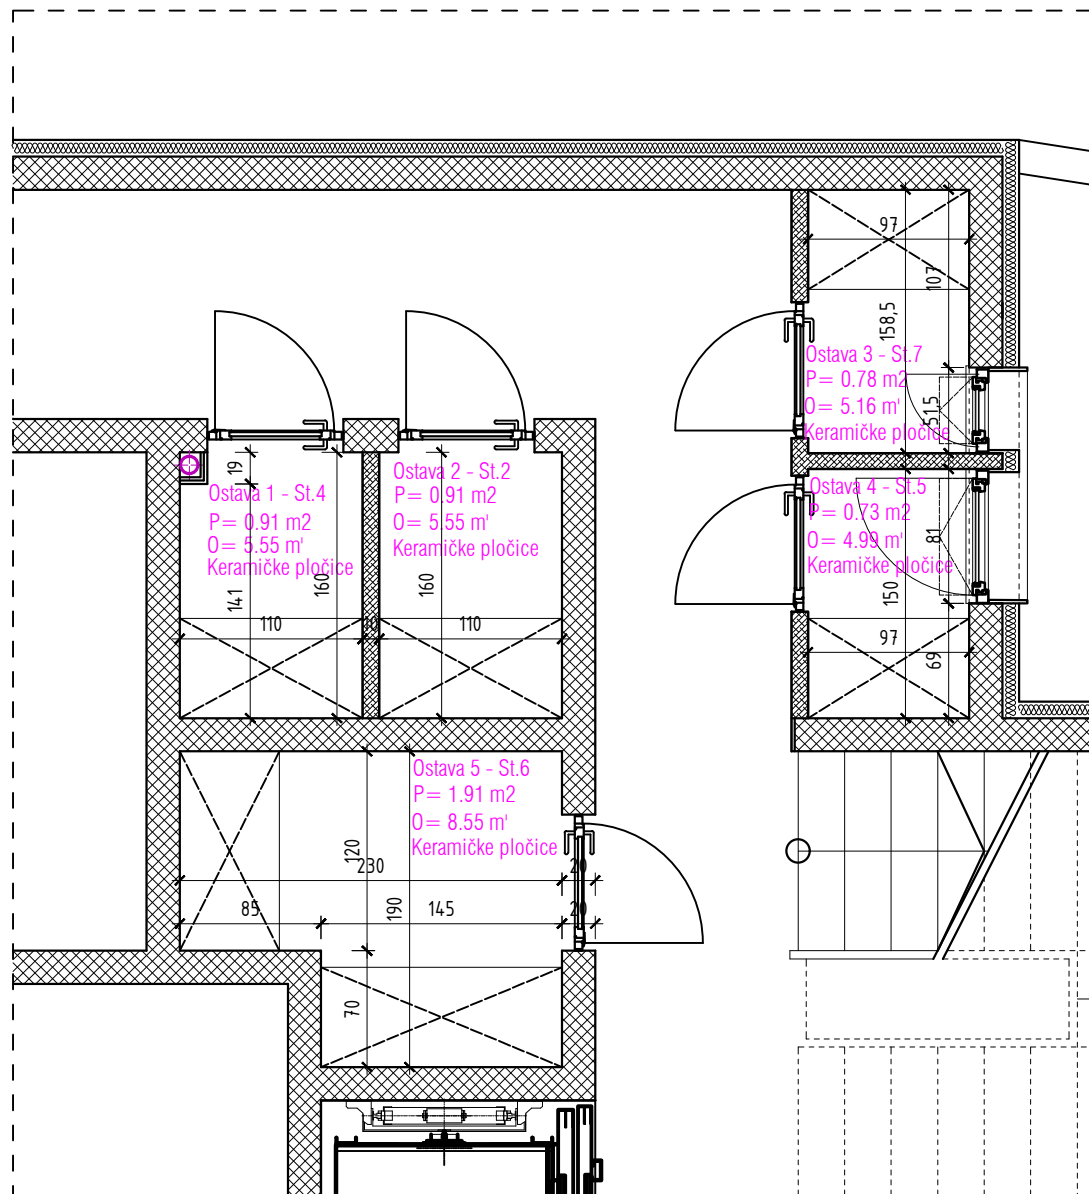 97
107
158,5
Ostava 3 - St.7
P= 0.78 m2
O= 5.16 m'
Keramičke pločice
51,5
Ostava 1 - St.4
P= 0.91 m2
O= 5.55 m'
Keramičke pločice
19
141
160
110
10
Ostava 2 - St.2
P= 0.91 m2
O= 5.55 m'
Keramičke pločice
160
110
Ostava 4 - St.5
P= 0.73 m2
O= 4.99 m'
Keramičke pločice
81
150
97
69
Ostava 5 - St.6
P= 1.91 m2
O= 8.55 m'
Keramičke pločice
120
230
20
85
190
145
20
70